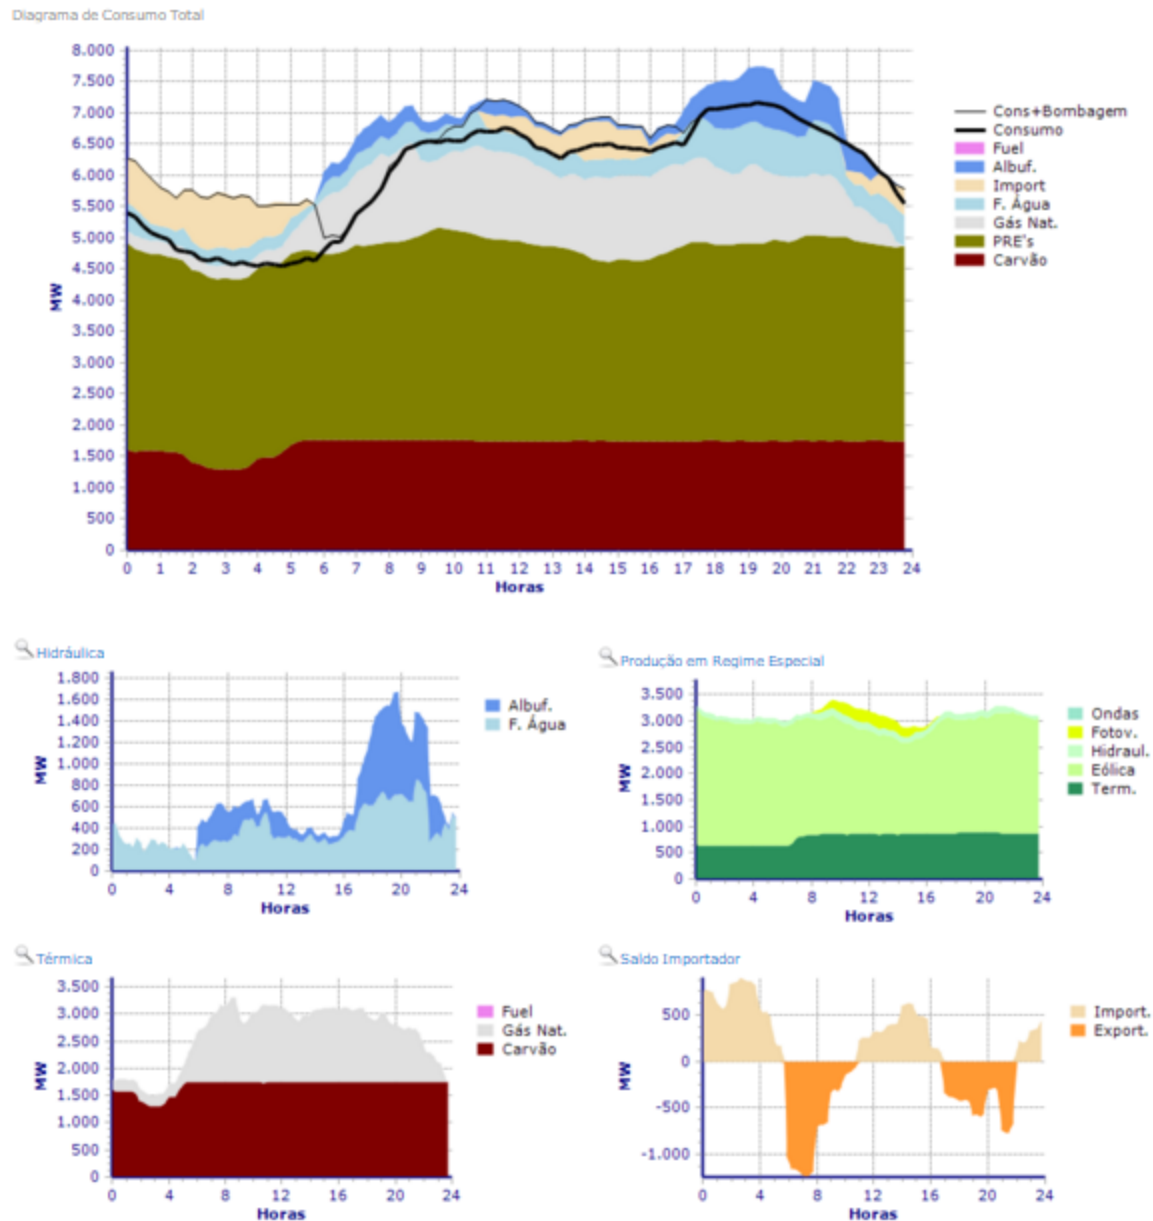 Diagrama de Consumo Total
8.000
7.500
7.000
6.500
6.000
5.500
5.000
4.500
4.000
3.500
3.000
2.500
2.000
1.500
1.000
500
0
MW
0 1 2 3 4 5 6 7 8 9 10 11 12 13 14 15 16 17 18 19 20 21 22 23 24
Horas
Cons+Bombagem
Consumo
Fuel
Albuf.
Import
F. Água
Gás Nat.
PRE's
Carvão
Hidráulica
1.800
1.600
1.400
1.200
1.000
800
600
400
200
0
MW
0 4 8 12 16 20 24
Horas
Albuf.
F. Água
Produção em Regime Especial
3.500
3.000
2.500
2.000
1.500
1.000
500
0
MW
0 4 8 12 16 20 24
Horas
Ondas
Fotov.
Hidraul.
Eólica
Term.
Térmica
3.500
3.000
2.500
2.000
1.500
1.000
500
0
MW
0 4 8 12 16 20 24
Horas
Fuel
Gás Nat.
Carvão
Saldo Importador
500
0
-500
-1.000
MW
0 4 8 12 16 20 24
Horas
Import.
Export.